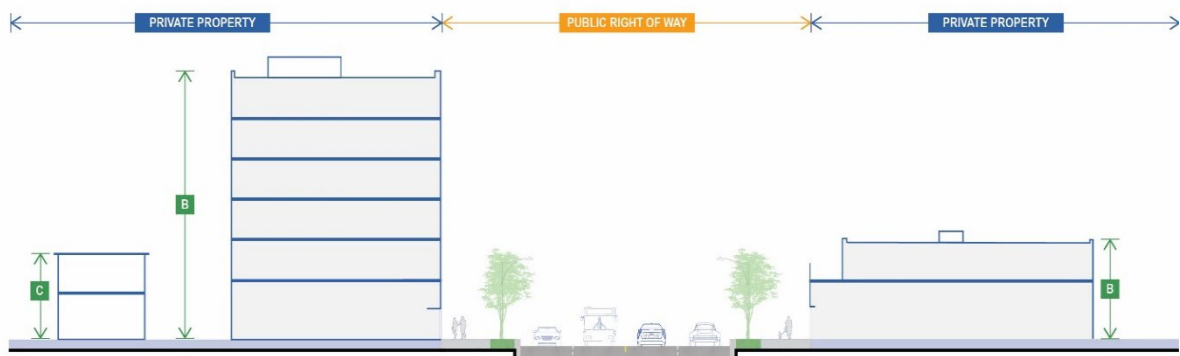 PRIVATE PROPERTY
PUBLIC RIGHT OF WAY
PRIVATE PROPERTY
B
C
B